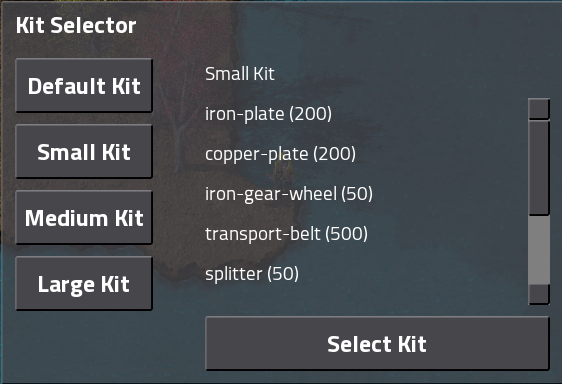 Kit Selector
Default Kit
Small Kit
Medium Kit
Large Kit
Small Kit
iron-plate (200)
copper-plate (200)
iron-gear-wheel (50)
transport-belt (500)
splitter (50)
Select Kit